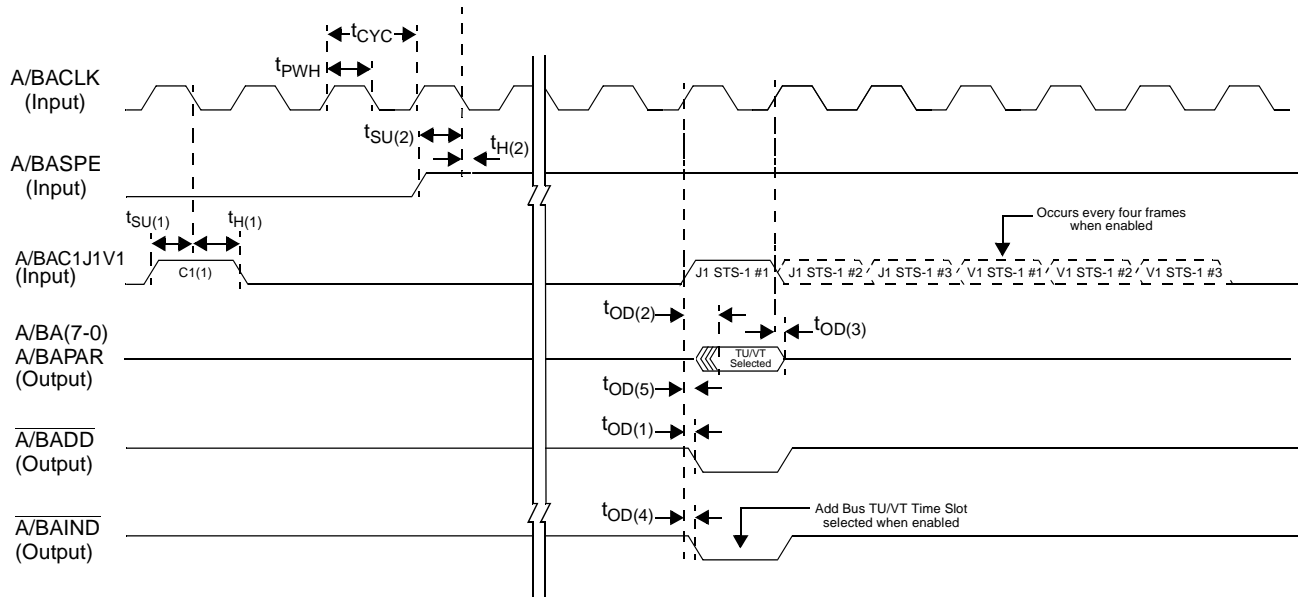 tCYC
tPWH
A/BACLK
(Input)
tSU(2)
tH(2)
A/BASPE
(Input)
tSU(1)
tH(1)
Occurs every four frames
when enabled
A/BAC1J1V1
(Input)
C1(1)
J1 STS-1 #1
J1 STS-1 #2
J1 STS-1 #3
V1 STS-1 #1
V1 STS-1 #2
V1 STS-1 #3
tOD(2)
tOD(3)
A/BA(7-0)
A/BAPAR
(Output)
TU/VT
Selected
tOD(5)
tOD(1)
A/BADD
(Output)
tOD(4)
Add Bus TU/VT Time Slot
selected when enabled
A/BAIND
(Output)